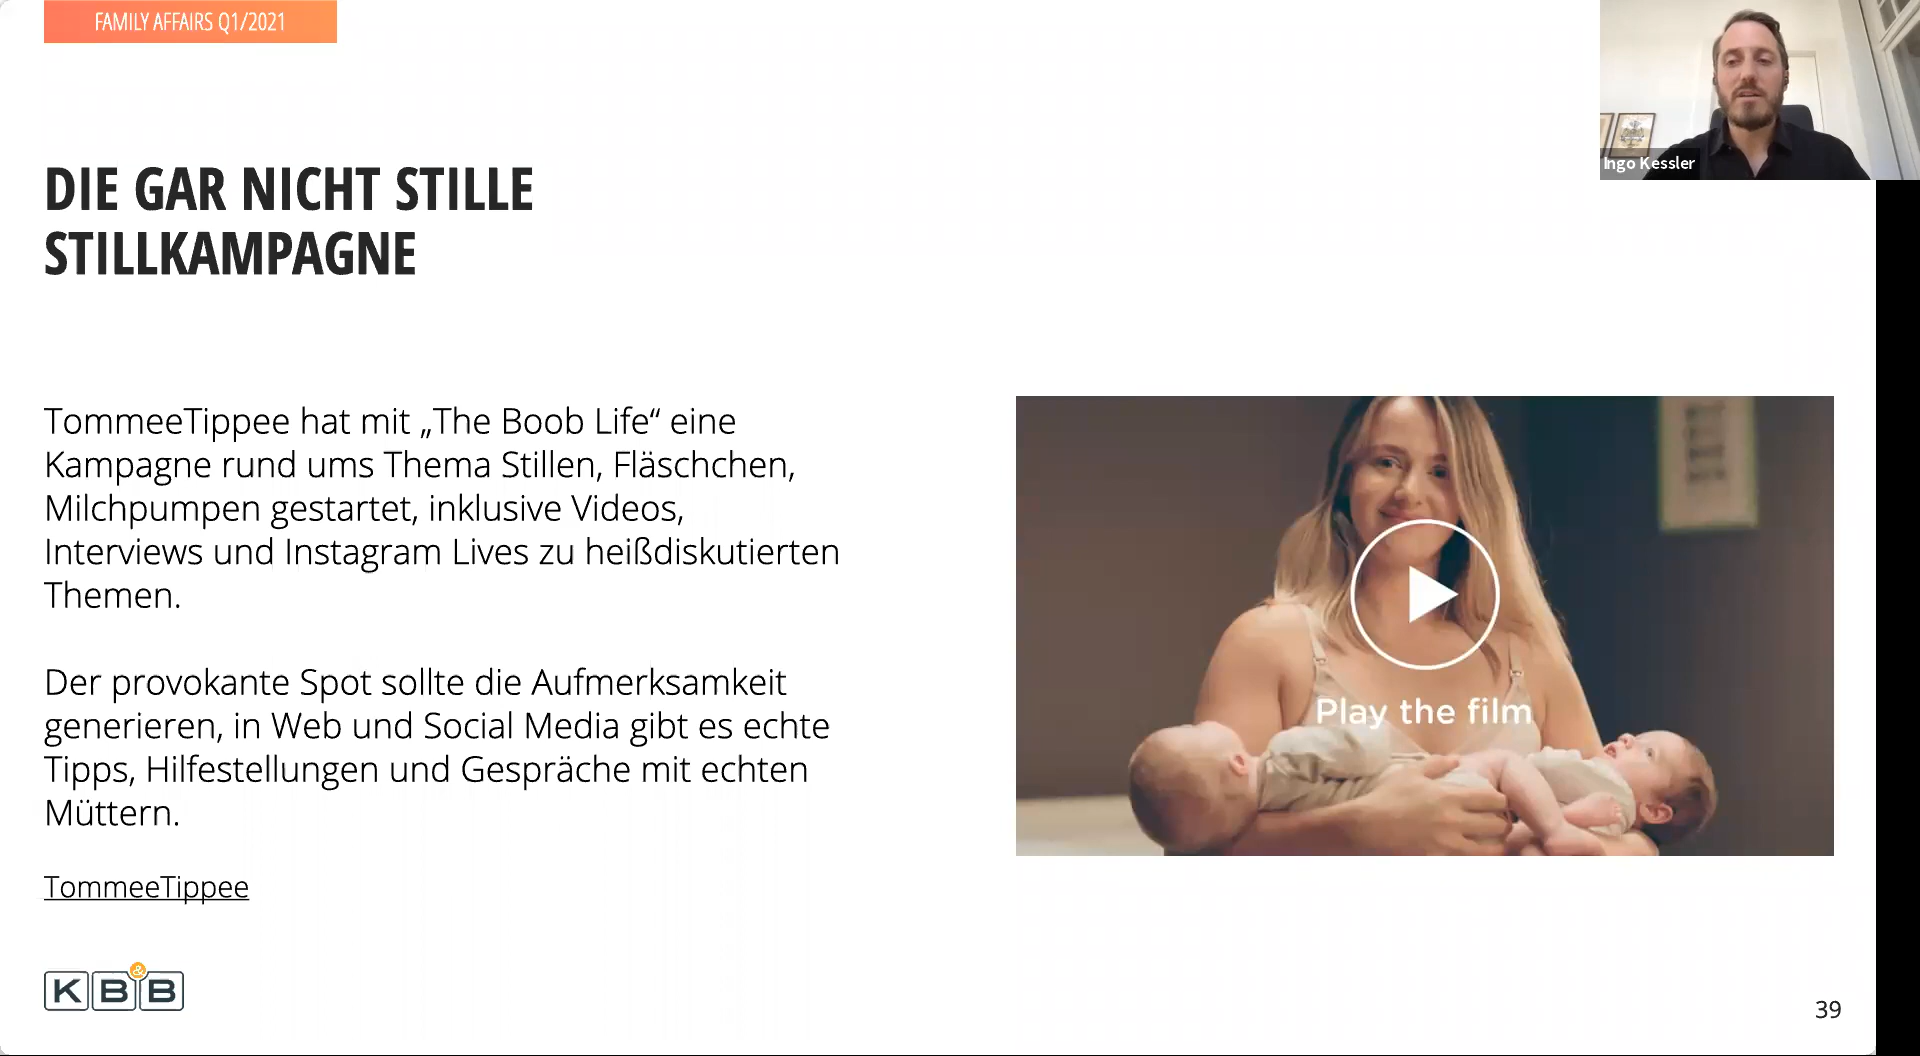 FAMILY AFFAIRS Q1/2021
Ingo Kessler
DIE GAR NICHT STILLE
STILLKAMPAGNE
TommeeTippee hat mit „The Boob Life“ eine
Kampagne rund ums Thema Stillen, Fläschchen,
Milchpumpen gestartet, inklusive Videos,
Interviews und Instagram Lives zu heißdiskutierten
Themen.
Der provokante Spot sollte die Aufmerksamkeit
generieren, in Web und Social Media gibt es echte
Tipps, Hilfestellungen und Gespräche mit echten
Müttern.
TommeeTippee
Play the film
KB&B
39